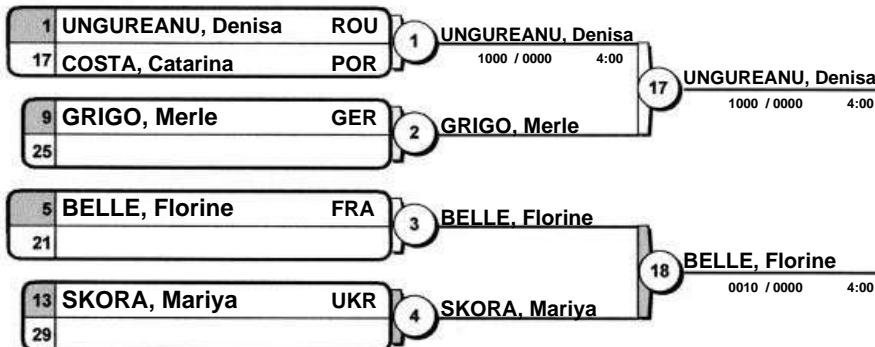 1 UNGUREANU, Denisa ROU
17 COSTA, Catarina POR
1
UNGUREANU, Denisa
1000 / 0000 4:00
9 GRIGO, Merle GER
25
2
GRIGO, Merle
17
UNGUREANU, Denisa
1000 / 0000 4:00
5 BELLE, Florine FRA
21
3
BELLE, Florine
13 SKORA, Mariya UKR
29
4
SKORA, Mariya
18
BELLE, Florine
0010 / 0000 4:00